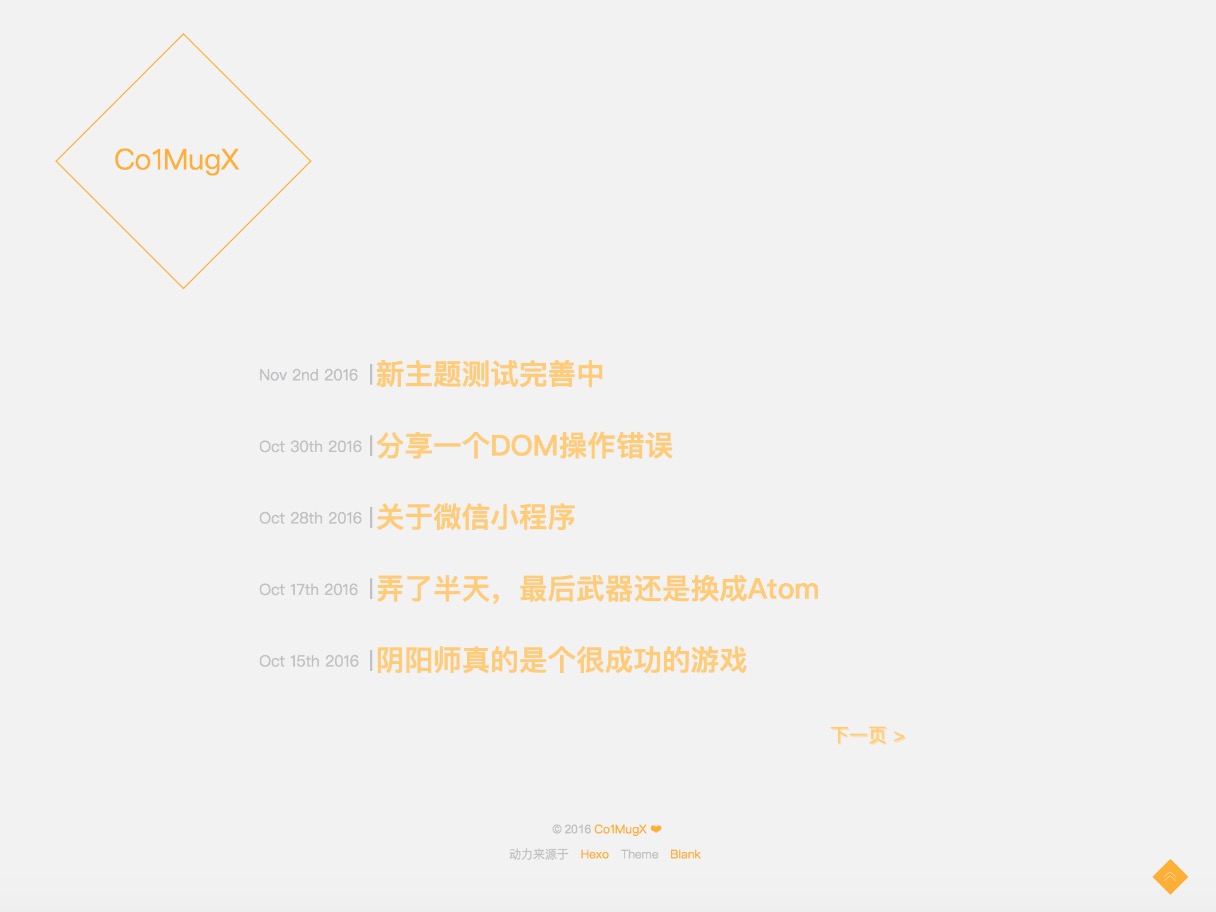 Co1MugX
Nov 2nd 2016 |新主题测试完善中
Oct 30th 2016 |分享一个DOM操作错误
Oct 28th 2016 |关于微信小程序
Oct 17th 2016 |弄了半天，最后武器还是换成Atom
Oct 15th 2016 |阴阳师真的是个很成功的游戏
下一页 >
© 2016 Co1MugX ❤
动力来源于 Hexo Theme Blank